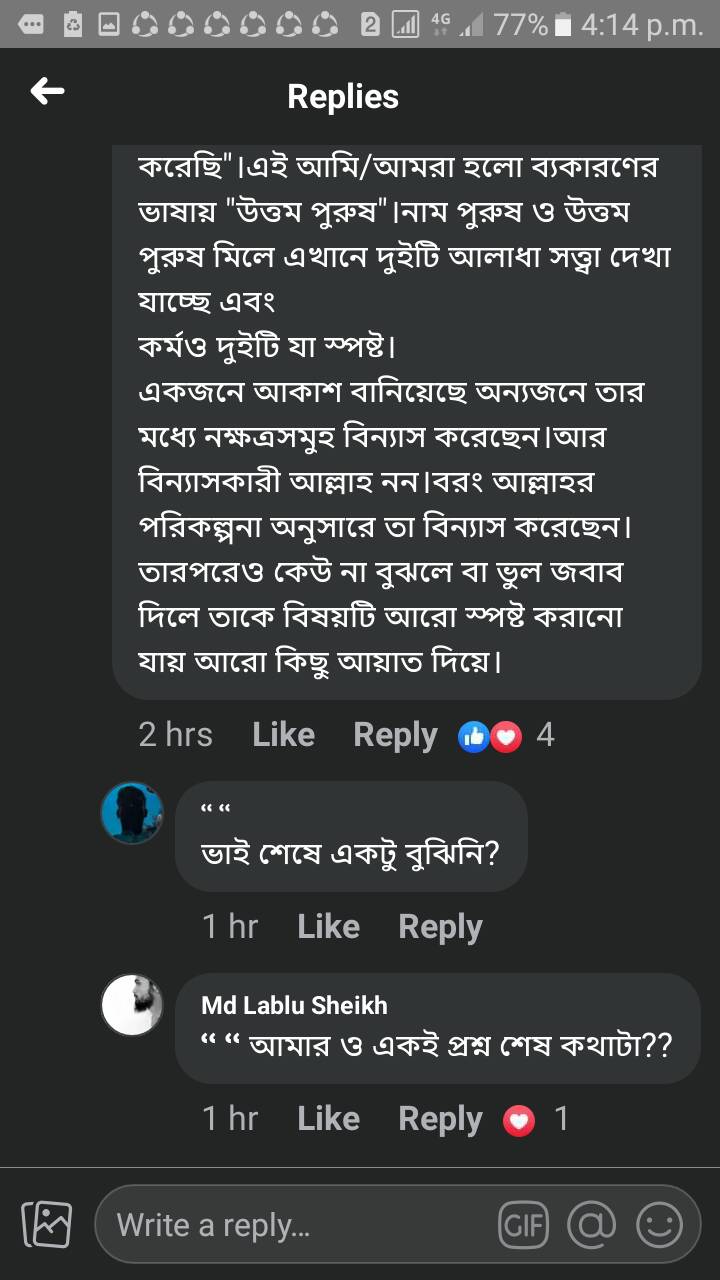 2 4G 77% 4:14 p.m.
Replies
করেছি"।এই আমি/আমরা হলো ব্যকারণের
ভাষায় "উত্তম পুরুষ"।নাম পুরুষ ও উত্তম
পুরুষ মিলে এখানে দুইটি আলাধা সত্ত্বা দেখা
যাচ্ছে এবং
কর্মও দুইটি যা স্পষ্ট।
একজনে আকাশ বানিয়েছে অন্যজনে তার
মধ্যে নক্ষত্রসমুহ বিন্যাস করেছেন।আর
বিন্যাসকারী আল্লাহ নন।বরং আল্লাহর
পরিকল্পনা অনুসারে তা বিন্যাস করেছেন।
তারপরেও কেউ না বুঝলে বা ভুল জবাব
দিলে তাকে বিষয়টি আরো স্পষ্ট করানো
যায় আরো কিছু আয়াত দিয়ে।
2 hrs Like Reply 4
“ “
ভাই শেষে একটু বুঝিনি?
1 hr Like Reply
Md Lablu Sheikh
“ “ আমার ও একই প্রশ্ন শেষ কথাটা??
1 hr Like Reply 1
Write a reply... GIF @